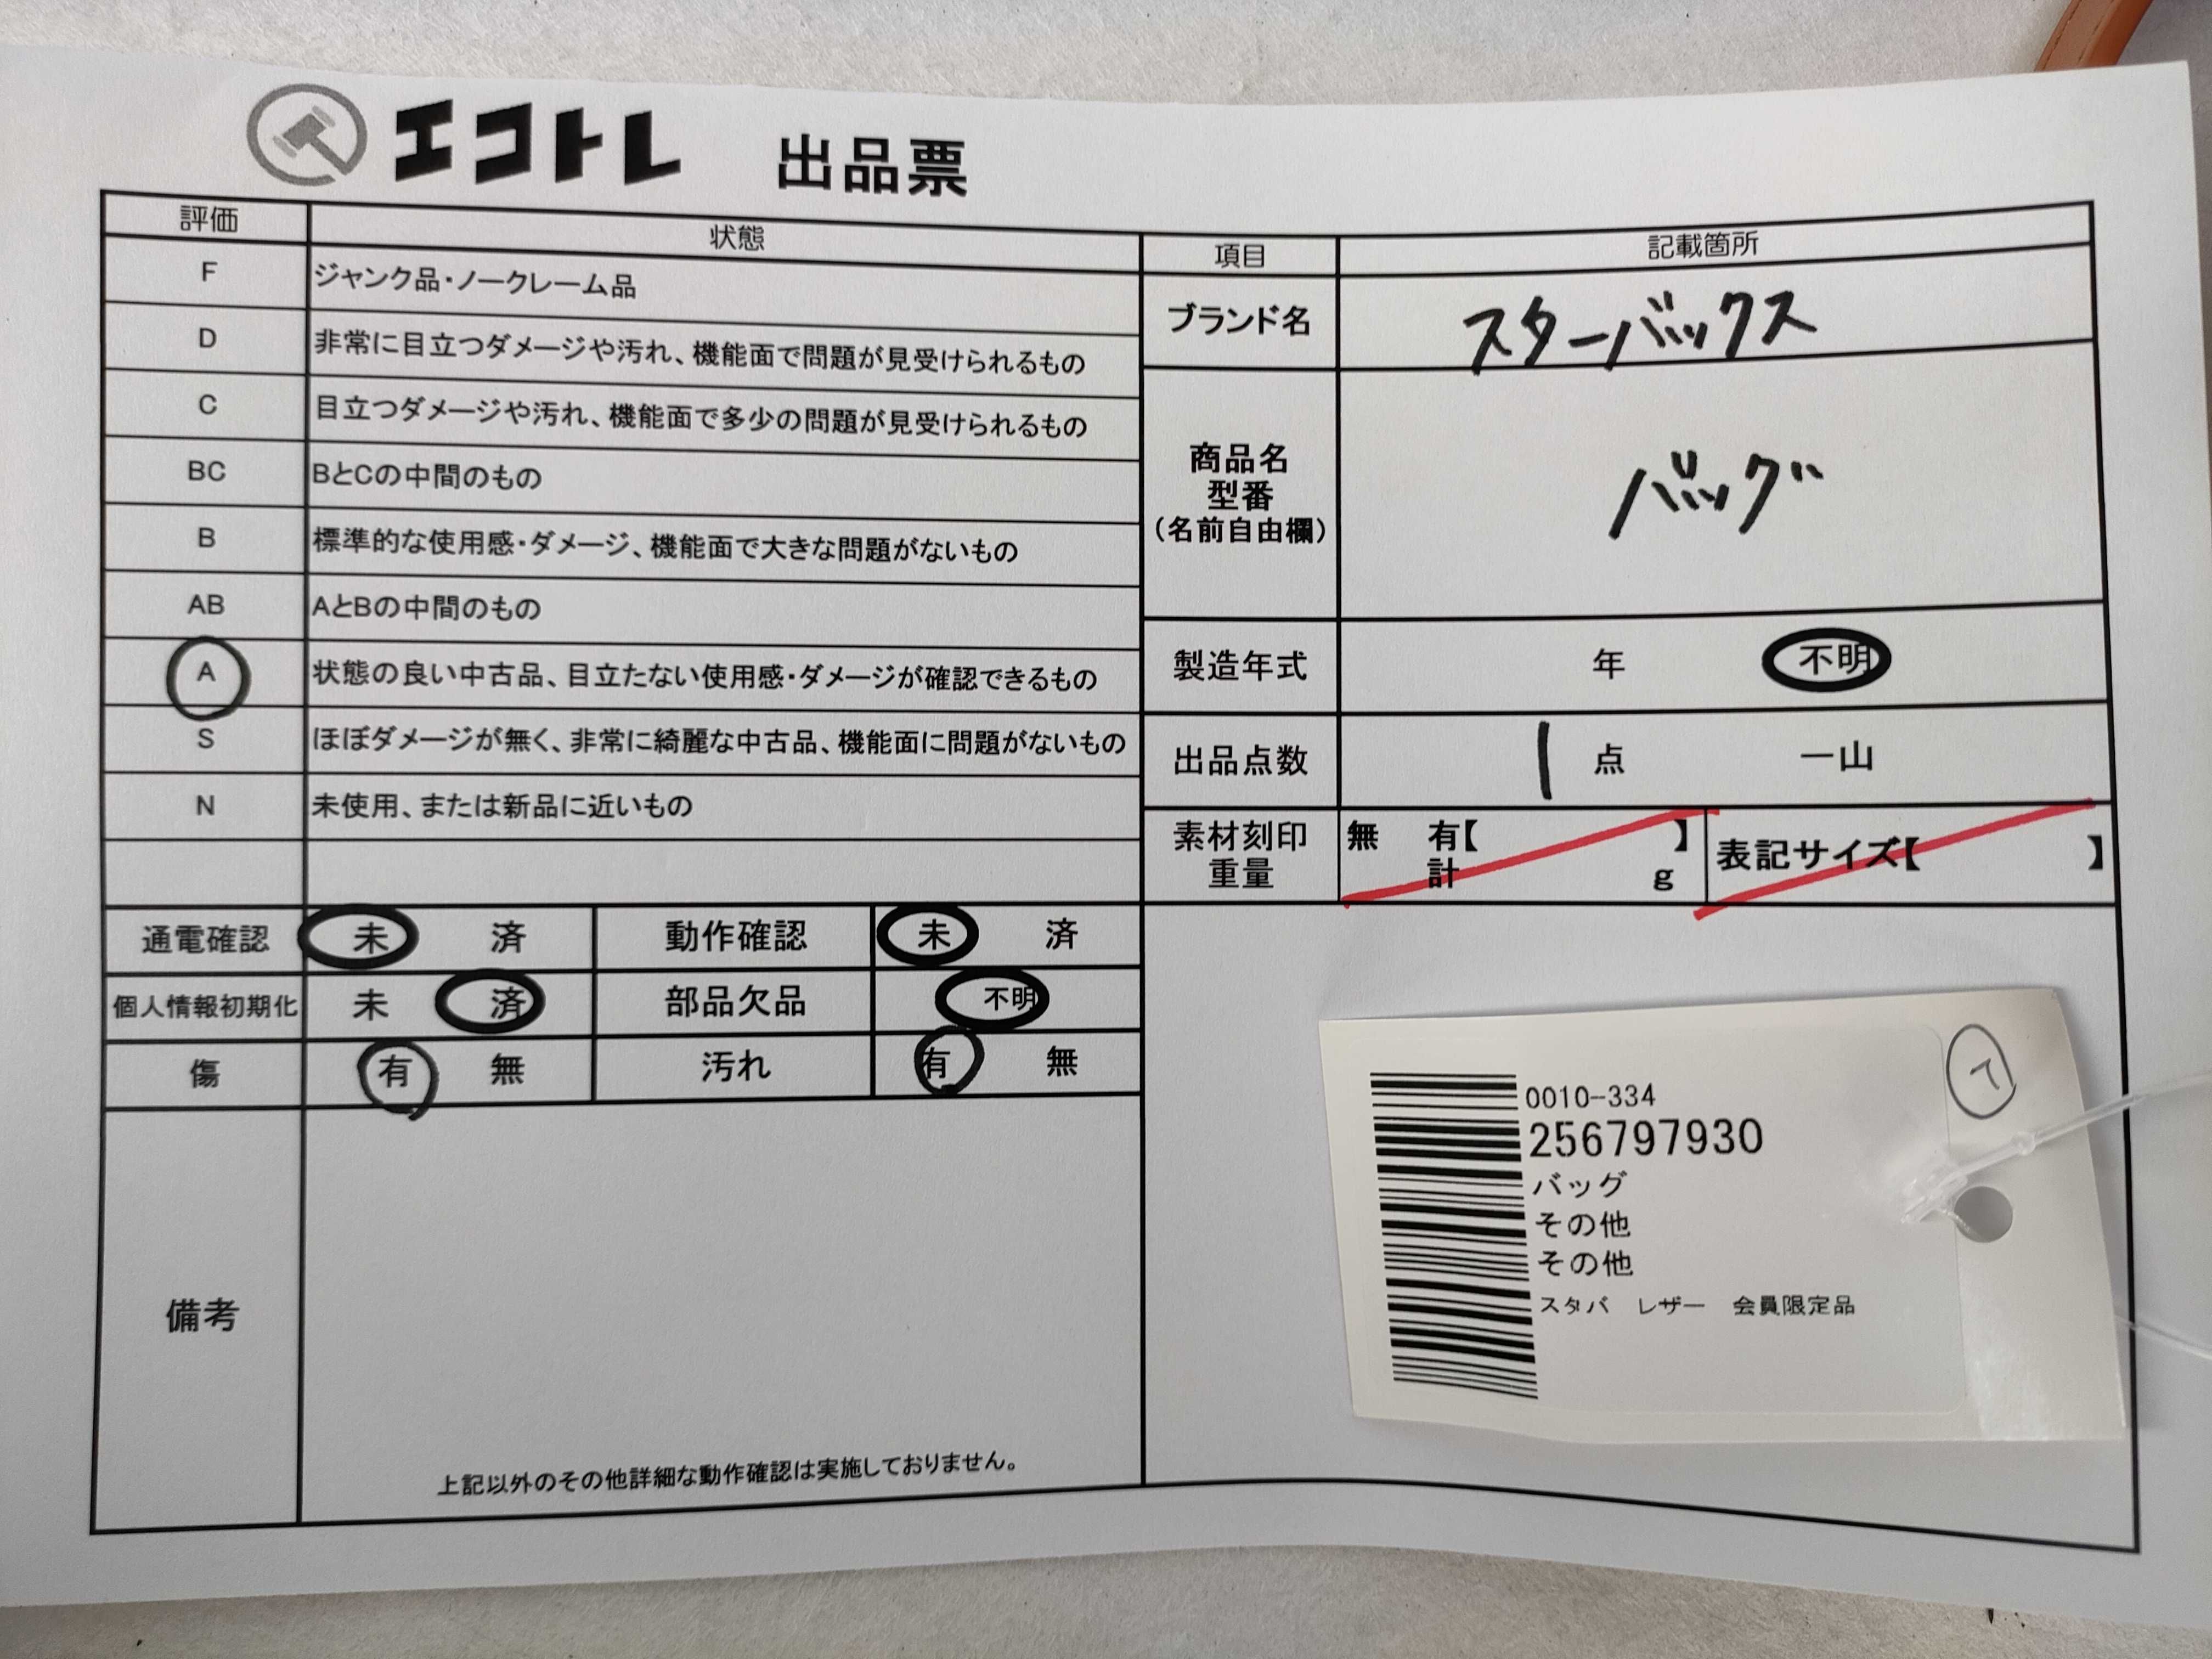 エコトレ 出品票
評価 状態
F ジャンク品・ノークレーム品
D 非常に目立つダメージや汚れ、機能面で問題が見受けられるもの
C 目立つダメージや汚れ、機能面で多少の問題が見受けられるもの
BC BとCの中間のもの
B 標準的な使用感・ダメージ、機能面で大きな問題がないもの
AB AとBの中間のもの
A 状態の良い中古品、目立たない使用感・ダメージが確認できるもの
S ほぼダメージが無く、非常に綺麗な中古品、機能面に問題がないもの
N 未使用、または新品に近いもの
通電確認 未 済 動作確認 未 済
個人情報初期化 未 済 部品欠品 不明
傷 有 無 汚れ 有 無
備考
上記以外のその他詳細な動作確認は実施しておりません。
項目 記載箇所
ブランド名 スターバックス
商品名
型番
(名前自由欄)
バッグ
製造年式 年 不明
出品点数 1 点 一山
素材刻印 無 有【 】
重量 計 g
表記サイズ【 】
0010-334
256797930
バッグ
その他
その他
スタバ レザー 会員限定品